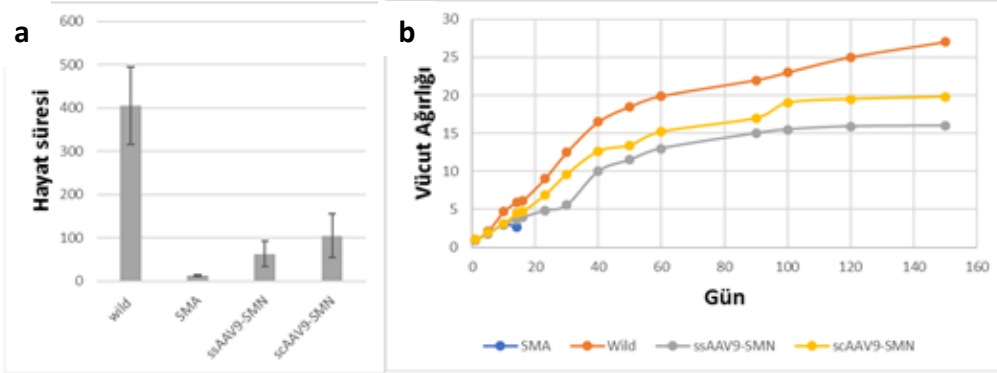 a
Hayat süresi
600
500
400
300
200
100
0
wild
SMA
ssAAV9-SMN
scAAV9-SMN
b
Vücut Ağırlığı
30
25
20
15
10
5
0
0 20 40 60 80 100 120 140 160
Gün
SMA Wild ssAAV9-SMN scAAV9-SMN